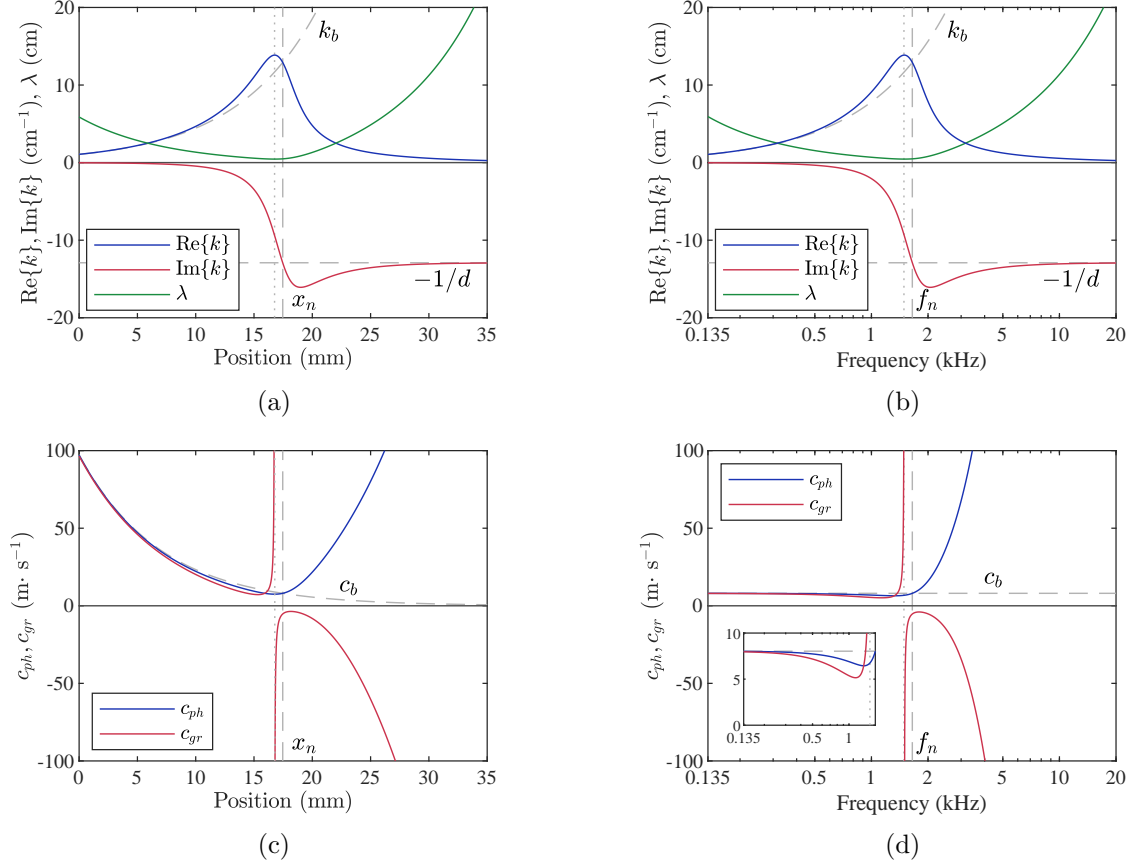 Re{k}, Im{k} (cm⁻¹), λ (cm)
20
10
0
-10
-20
k_b
Re{k}
Im{k}
λ
−1/d
x_n
0 5 10 15 20 25 30 35
Position (mm)
(a)
Re{k}, Im{k} (cm⁻¹), λ (cm)
20
10
0
-10
-20
k_b
Re{k}
Im{k}
λ
−1/d
f_n
0.135 0.5 1 2 5 10 20
Frequency (kHz)
(b)
c_ph, c_gr (m· s⁻¹)
100
50
0
-50
-100
c_b
c_ph
c_gr
x_n
0 5 10 15 20 25 30 35
Position (mm)
(c)
c_ph, c_gr (m· s⁻¹)
100
50
0
-50
-100
c_ph
c_gr
c_b
10
5
0
0.135 0.5 1
f_n
0.135 0.5 1 2 5 10 20
Frequency (kHz)
(d)